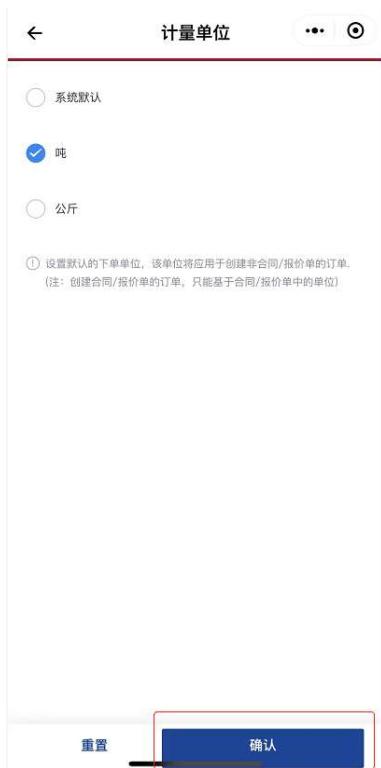 计量单位
系统默认
吨
公斤
设置默认的下单单位，该单位将应用于创建非合同/报价单的订单.
(注：创建合同/报价单的订单，只能基于合同/报价单中的单位)
重置
确认